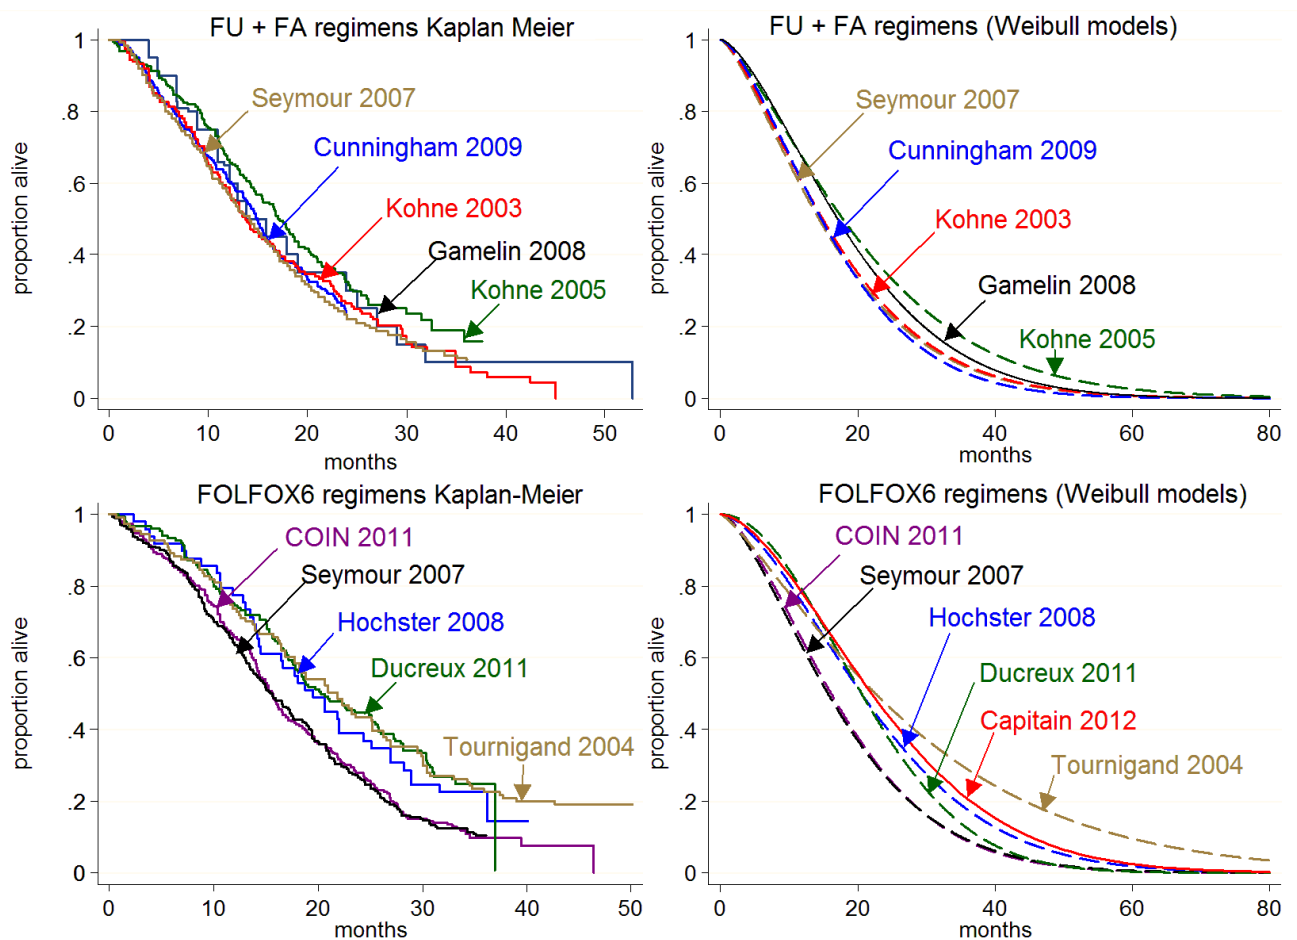 FU + FA regimens Kaplan Meier
proportion alive
1
.8
.6
.4
.2
0
Seymour 2007
Cunningham 2009
Kohne 2003
Gamelin 2008
Kohne 2005
0 10 20 30 40 50
months
FU + FA regimens (Weibull models)
proportion alive
1
.8
.6
.4
.2
0
Seymour 2007
Cunningham 2009
Kohne 2003
Gamelin 2008
Kohne 2005
0 20 40 60 80
months
FOLFOX6 regimens Kaplan-Meier
proportion alive
1
.8
.6
.4
.2
0
COIN 2011
Seymour 2007
Hochster 2008
Ducreux 2011
Tournigand 2004
0 10 20 30 40 50
months
FOLFOX6 regimens (Weibull models)
proportion alive
1
.8
.6
.4
.2
0
COIN 2011
Seymour 2007
Hochster 2008
Ducreux 2011
Capitain 2012
Tournigand 2004
0 20 40 60 80
months